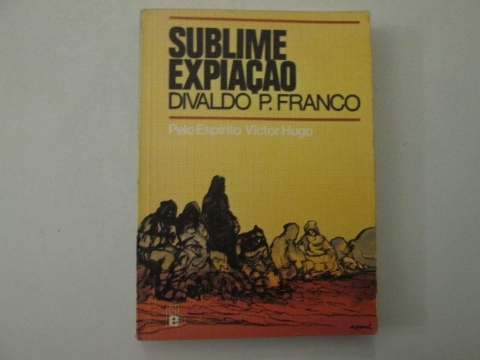 SUBLIME
EXPIAÇÃO
DIVALDO P. FRANCO
Pelo Espírito Victor Hugo
e